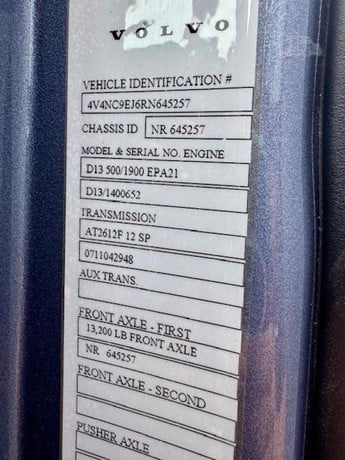 VOLVO
VEHICLE IDENTIFICATION #
4V4NC9EJ6RN645257
CHASSIS ID NR 645257
MODEL & SERIAL NO. ENGINE
D13 500/1900 EPA21
D13/1400652
TRANSMISSION
AT2612F 12 SP
0711042948
AUX TRANS.
FRONT AXLE - FIRST
13,200 LB FRONT AXLE
NR 645257
FRONT AXLE - SECOND
PUSHER AXLE